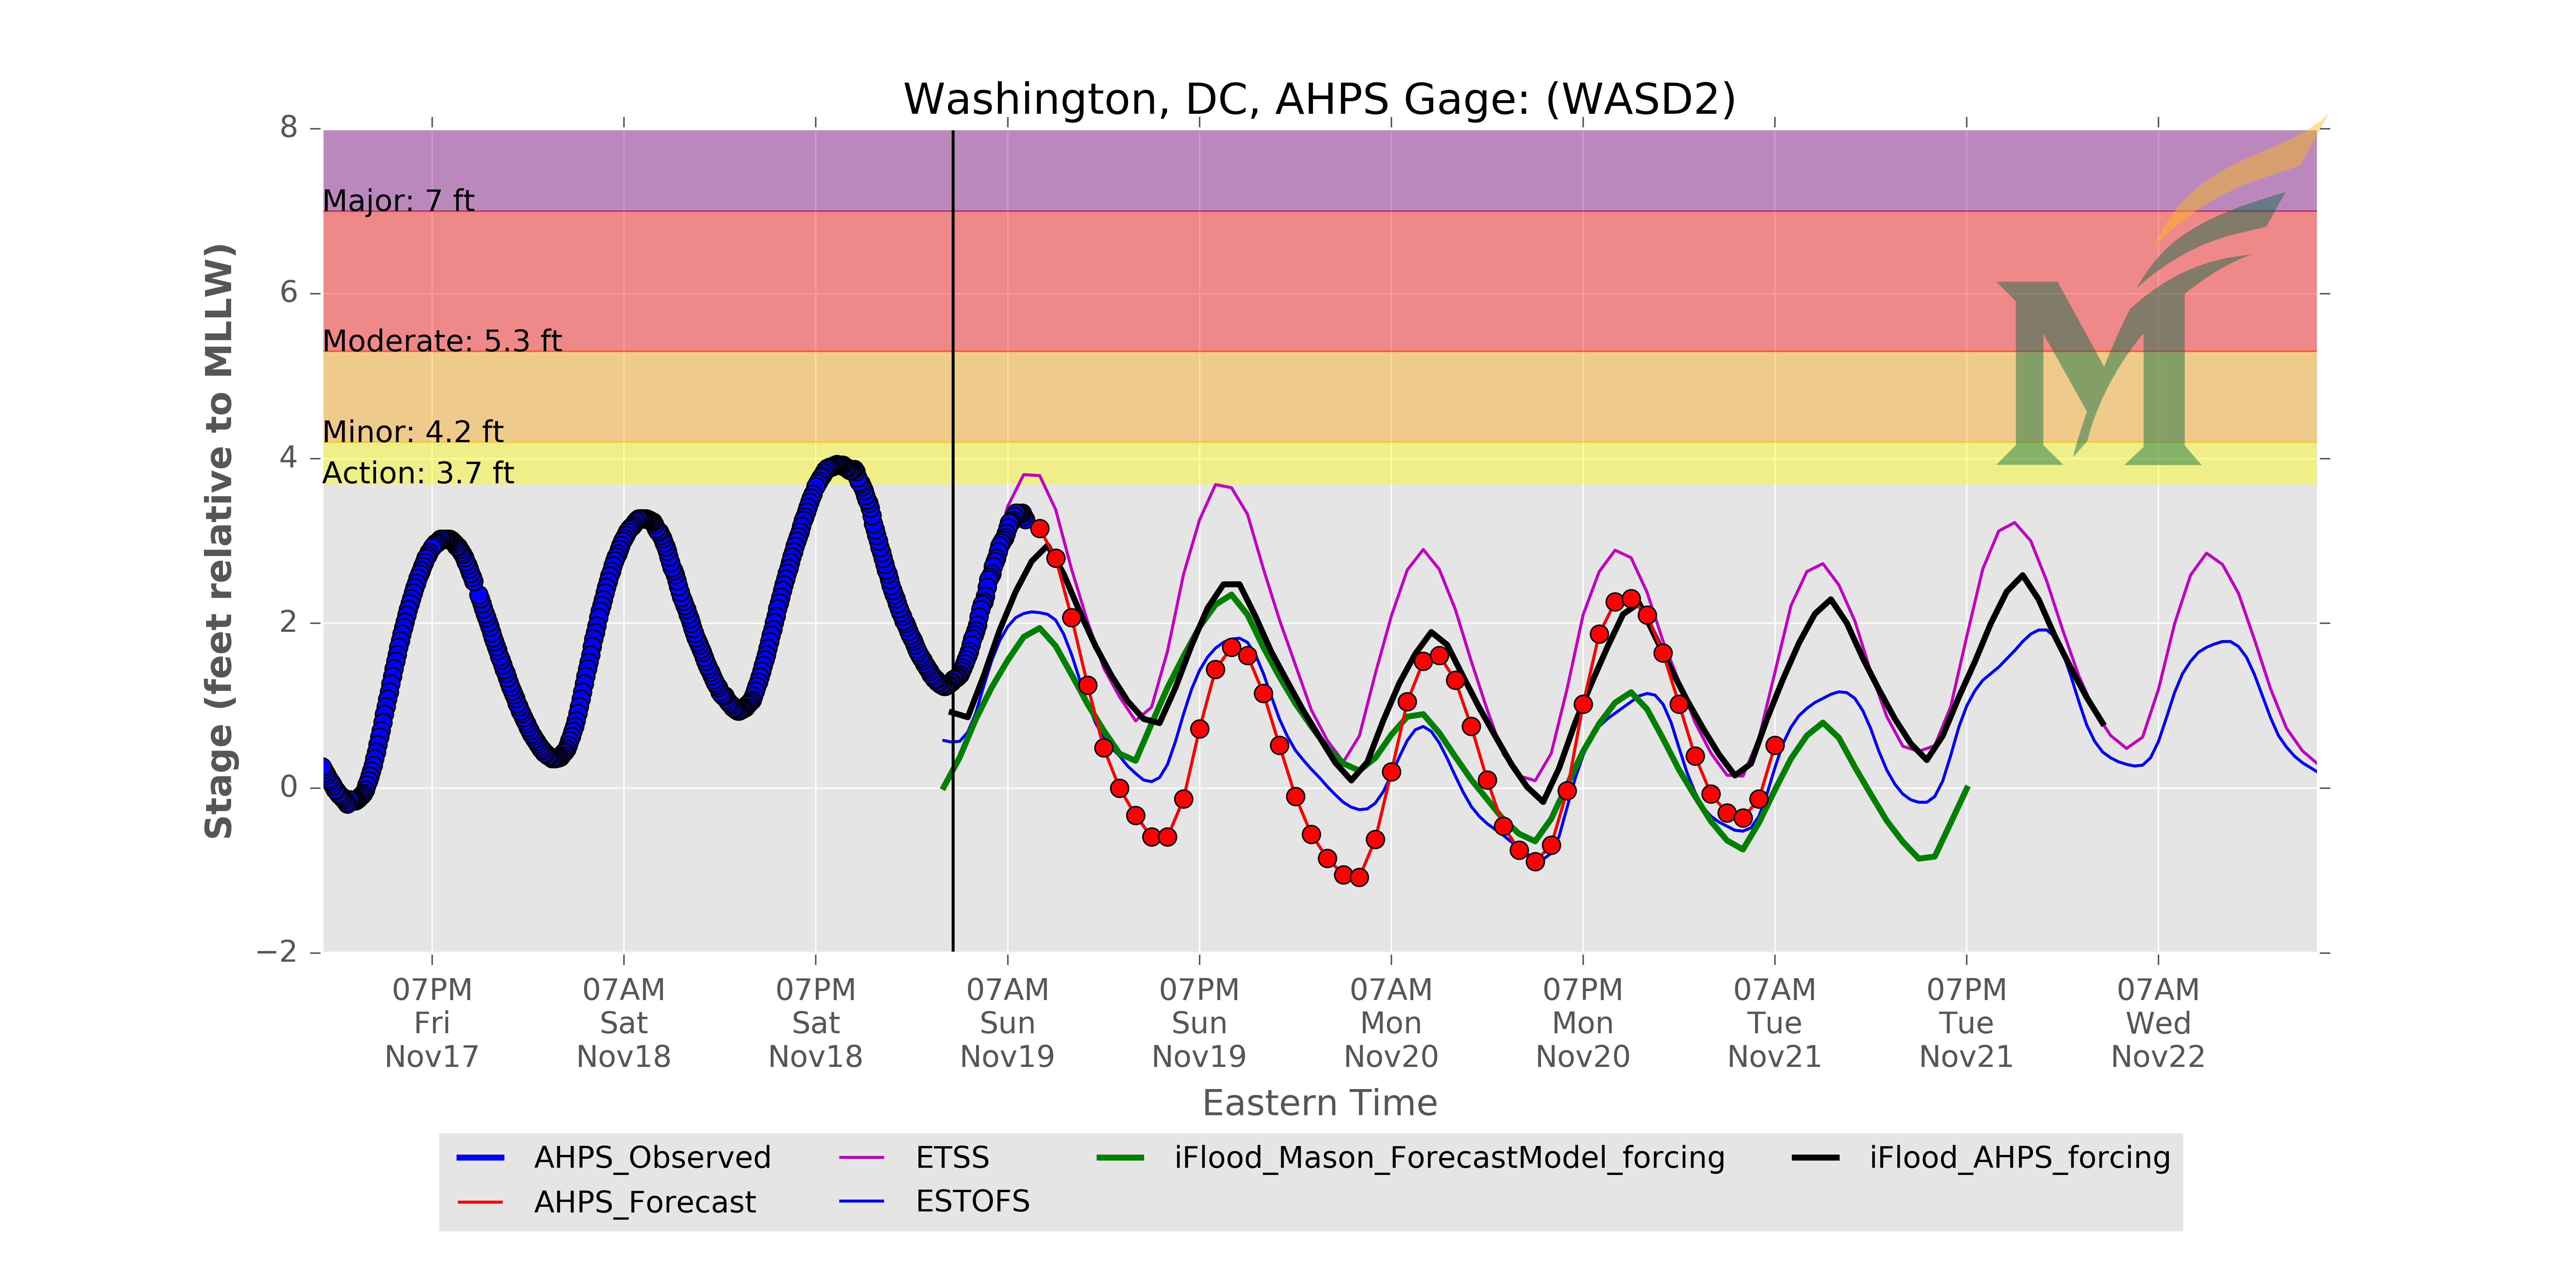 Washington, DC, AHPS Gage: (WASD2)
8
Major: 7 ft
6
Moderate: 5.3 ft
Minor: 4.2 ft
4
Action: 3.7 ft
2
0
−2
Stage (feet relative to MLLW)
07PM 07AM 07PM 07AM 07PM 07AM 07PM 07AM 07PM 07AM
Fri Sat Sat Sun Sun Mon Mon Tue Tue Wed
Nov17 Nov18 Nov18 Nov19 Nov19 Nov20 Nov20 Nov21 Nov21 Nov22
Eastern Time
AHPS_Observed ETSS iFlood_Mason_ForecastModel_forcing iFlood_AHPS_forcing
AHPS_Forecast ESTOFS
M